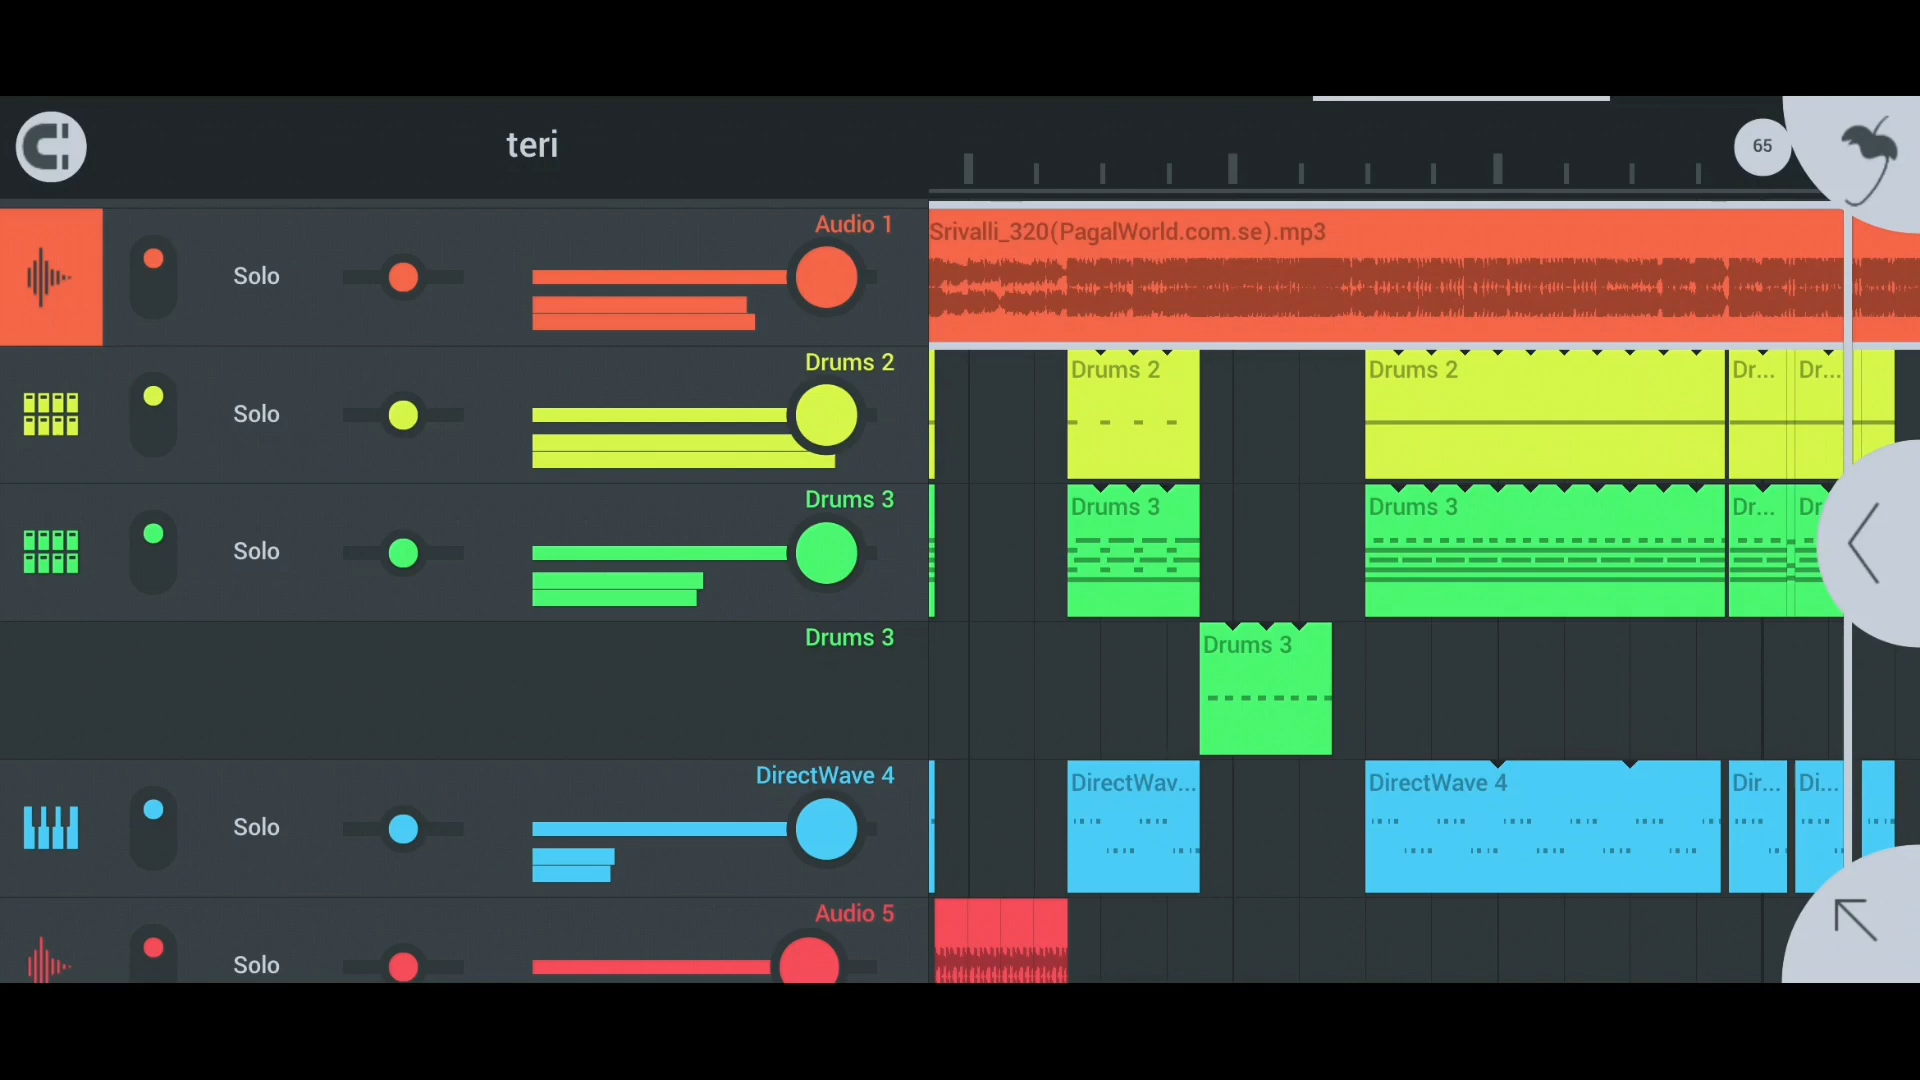 teri
65
Audio 1
Solo
Srivalli_320(PagalWorld.com.se).mp3
Drums 2
Solo
Drums 2
Drums 2
Dr...
Dr...
Drums 3
Solo
Drums 3
Drums 3
Dr...
Dr
Drums 3
Drums 3
DirectWave 4
Solo
DirectWav...
DirectWave 4
Dir...
Di...
Audio 5
Solo